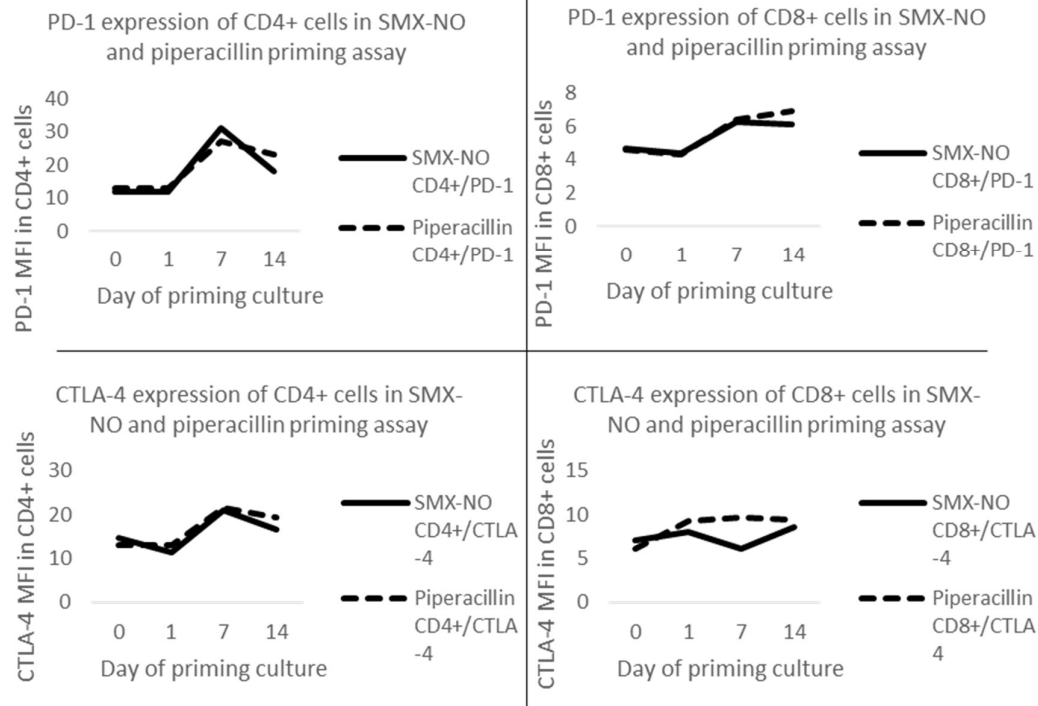 PD-1 expression of CD4+ cells in SMX-NO
and piperacillin priming assay
PD-1 MFI in CD4+ cells
40
30
20
10
0
0 1 7 14
Day of priming culture
SMX-NO
CD4+/PD-1
Piperacillin
CD4+/PD-1
PD-1 expression of CD8+ cells in SMX-NO
and piperacillin priming assay
PD-1 MFI in CD8+ cells
8
6
4
2
0
0 1 7 14
Day of priming culture
SMX-NO
CD8+/PD-1
Piperacillin
CD8+/PD-1
CTLA-4 expression of CD4+ cells in SMX-
NO and piperacillin priming assay
CTLA-4 MFI in CD4+ cells
30
20
10
0
0 1 7 14
Day of priming culture
SMX-NO
CD4+/CTLA
-4
Piperacillin
CD4+/CTLA
-4
CTLA-4 expression of CD8+ cells in SMX-
NO and piperacillin priming assay
CTLA-4 MFI in CD8+ cells
15
10
5
0
0 1 7 14
Day of priming culture
SMX-NO
CD8+/CTLA
-4
Piperacillin
CD8+/CTLA
4